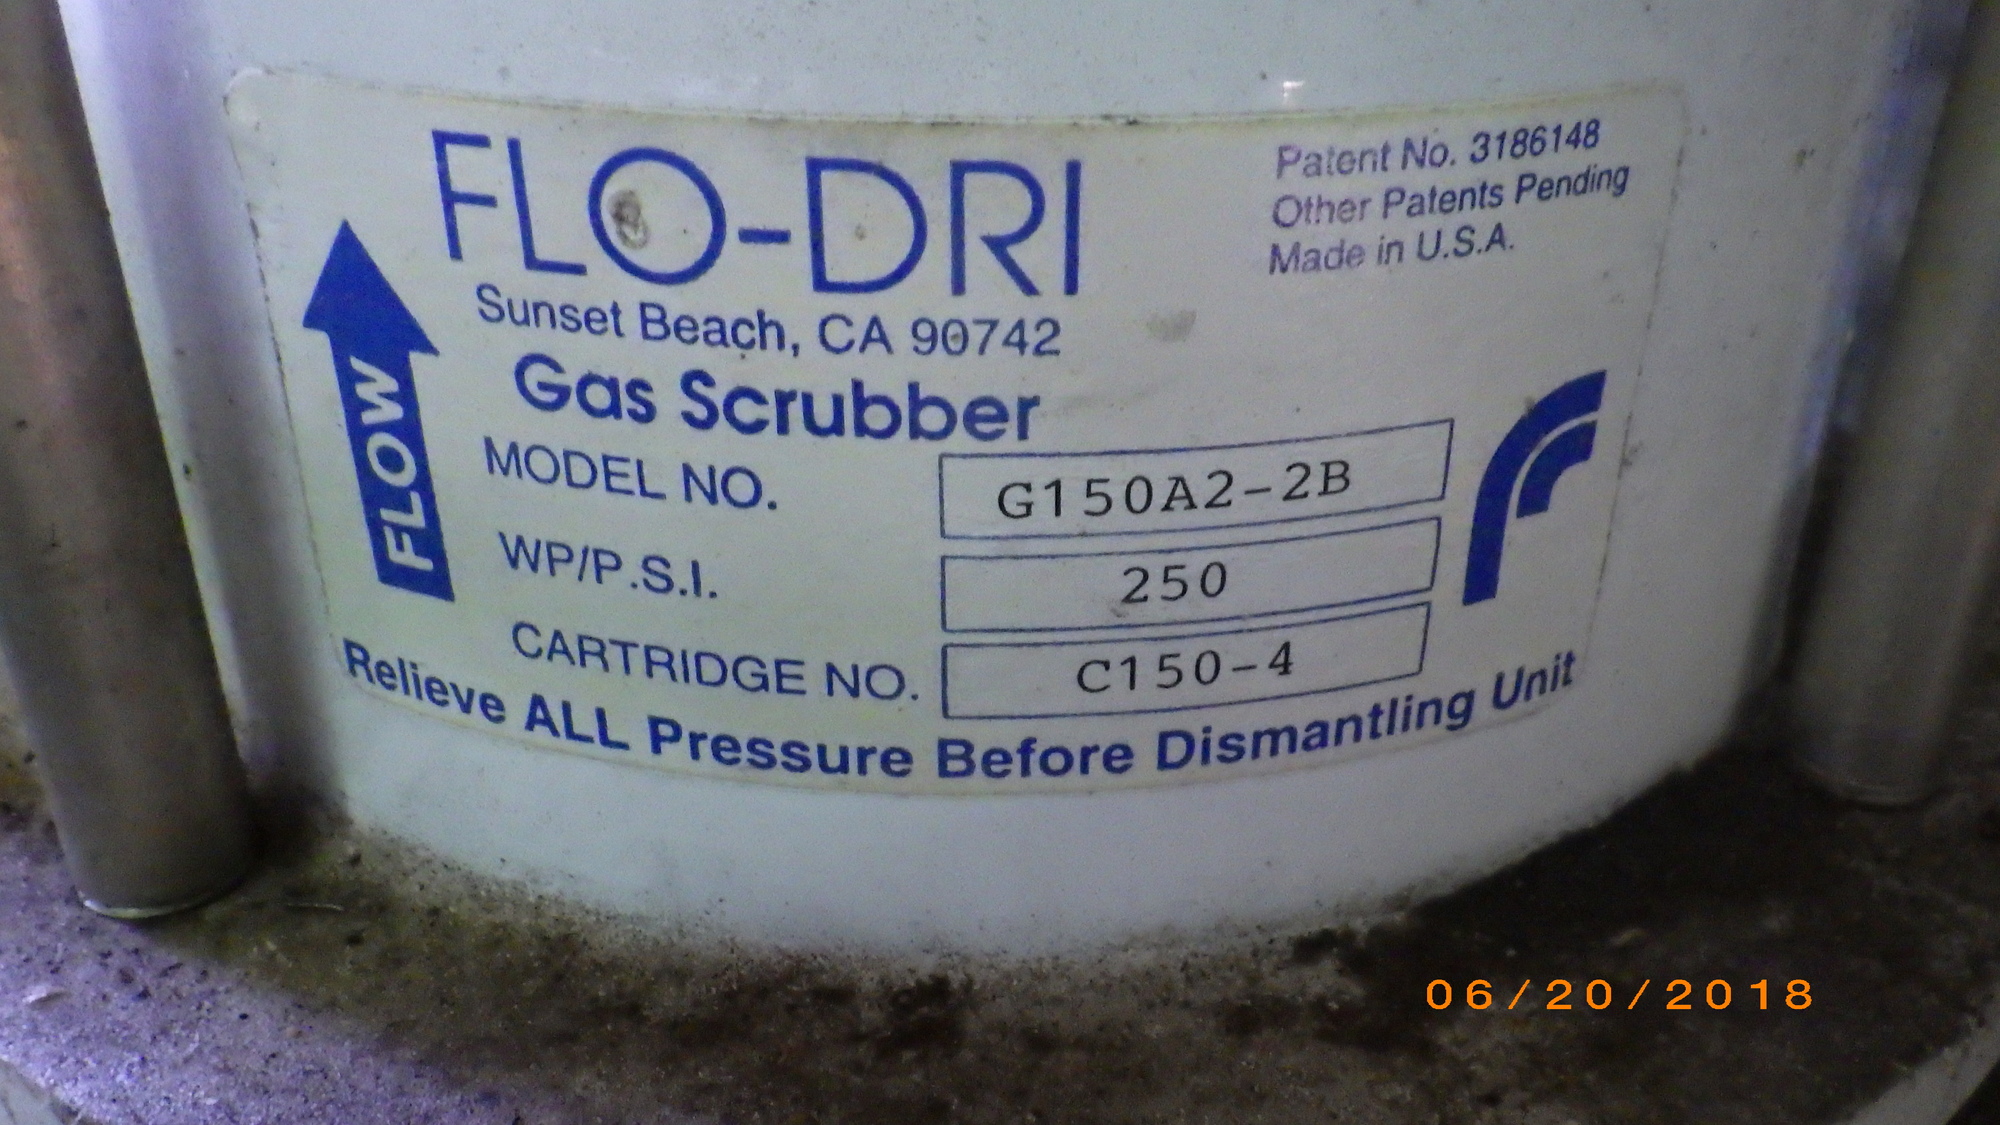 FLO-DRI
Sunset Beach, CA 90742
Gas Scrubber
Patent No. 3186148
Other Patents Pending
Made in U.S.A.
FLOW
MODEL NO. G150A2-2B
WP/P.S.I. 250
CARTRIDGE NO. C150-4
Relieve ALL Pressure Before Dismantling Unit
06/20/2018